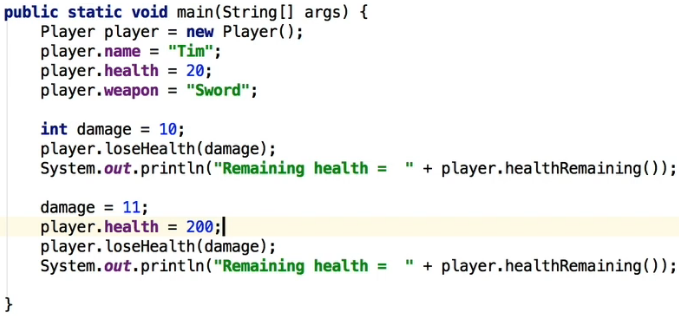 public static void main(String[] args) {
    Player player = new Player();
    player.name = "Tim";
    player.health = 20;
    player.weapon = "Sword";

    int damage = 10;
    player.loseHealth(damage);
    System.out.println("Remaining health =  " + player.healthRemaining());

    damage = 11;
    player.health = 200;
    player.loseHealth(damage);
    System.out.println("Remaining health =  " + player.healthRemaining());

}